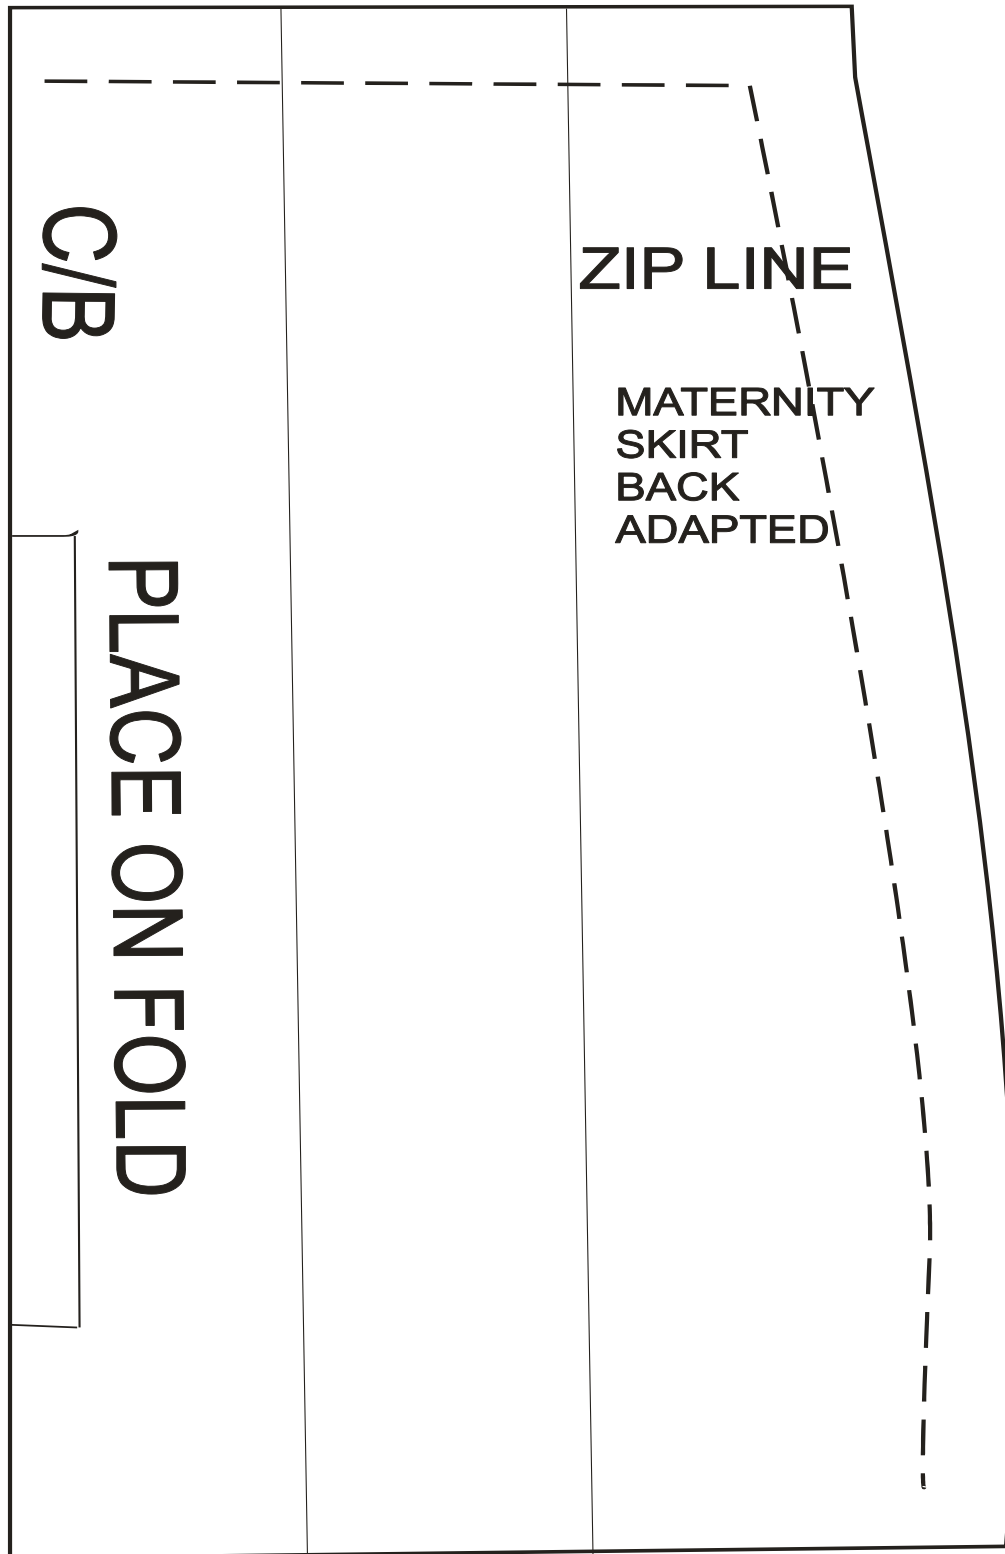 C/B
ZIP LINE
MATERNITY
SKIRT
BACK
ADAPTED
PLACE ON FOLD